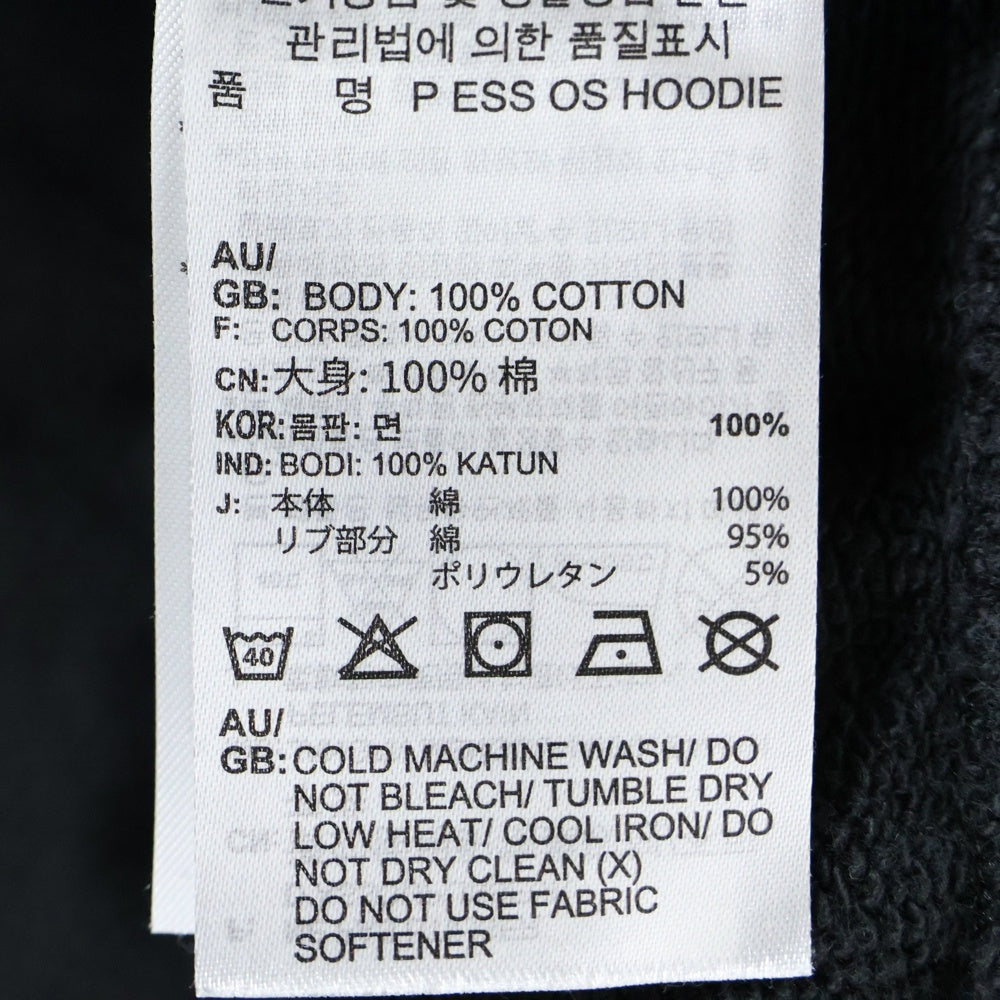 관리법에 의한 품질표시
품 명 P ESS OS HOODIE
AU/
GB: BODY: 100% COTTON
F: CORPS: 100% COTON
CN: 大身: 100% 棉
KOR: 몸판: 면 100%
IND: BODI: 100% KATUN
J: 本体 綿 100%
リブ部分 綿 95%
ポリウレタン 5%
40
AU/
GB: COLD MACHINE WASH/ DO
NOT BLEACH/ TUMBLE DRY
LOW HEAT/ COOL IRON/ DO
NOT DRY CLEAN (X)
DO NOT USE FABRIC
SOFTENER